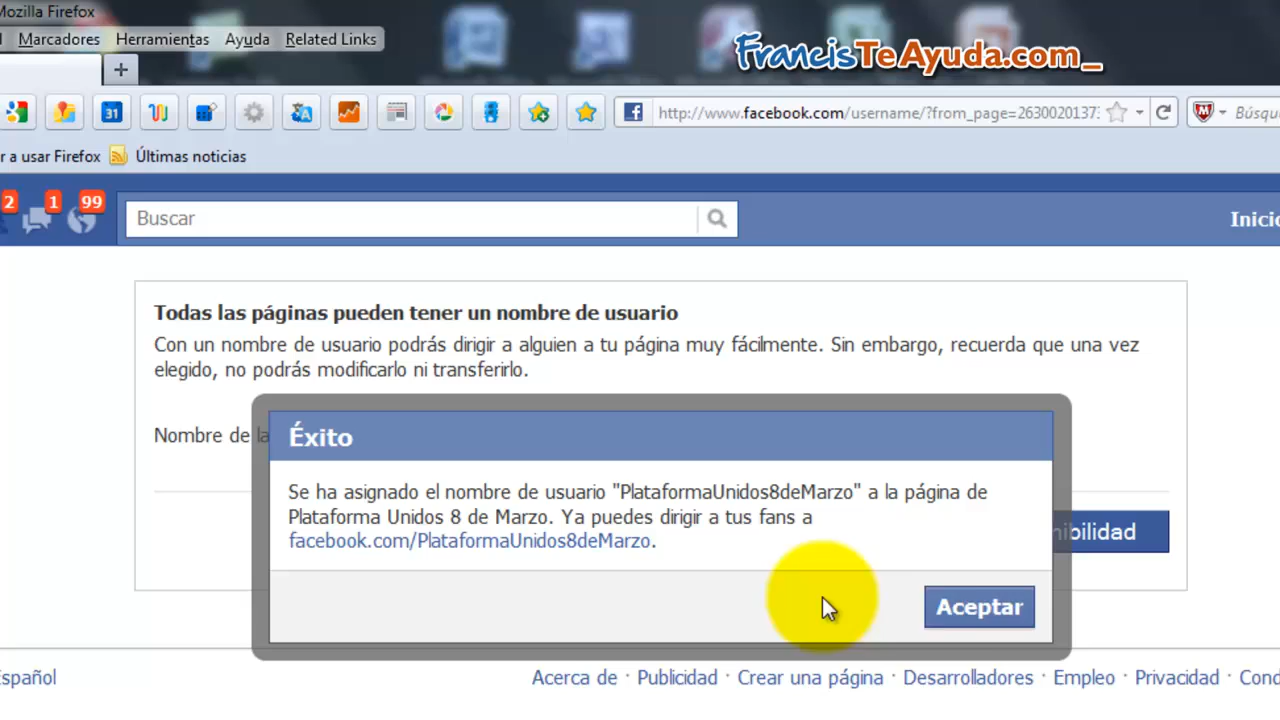 Mozilla Firefox
Marcadores Herramientas Ayuda Related Links
FrancisTeAyuda.com_
+
31
http://www.facebook.com/username/?from_page=26300201373
a usar Firefox Últimas noticias
2 1 99
Buscar
Inicio
Todas las páginas pueden tener un nombre de usuario
Con un nombre de usuario podrás dirigir a alguien a tu página muy fácilmente. Sin embargo, recuerda que una vez
elegido, no podrás modificarlo ni transferirlo.
Nombre de la
Éxito
Se ha asignado el nombre de usuario "PlataformaUnidos8deMarzo" a la página de
Plataforma Unidos 8 de Marzo. Ya puedes dirigir a tus fans a
facebook.com/PlataformaUnidos8deMarzo.
nibilidad
Aceptar
Español
Acerca de · Publicidad · Crear una página · Desarrolladores · Empleo · Privacidad · Cond